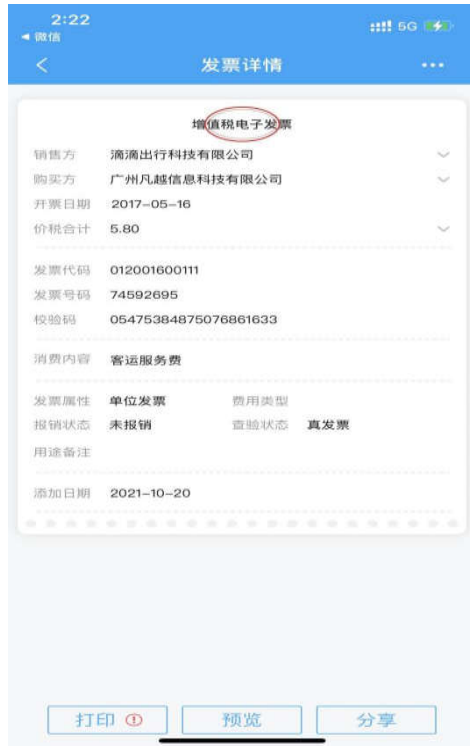 2:22
5G
微信
发票详情
增值税电子发票
销售方 滴滴出行科技有限公司
购买方 广州凡越信息科技有限公司
开票日期 2017-05-16
价税合计 5.80
发票代码 012001600111
发票号码 74592695
校验码 05475384875076861633
消费内容 客运服务费
发票属性 单位发票 费用类型
报销状态 未报销 查验状态 真发票
用途备注
添加日期 2021-10-20
打印 预览 分享